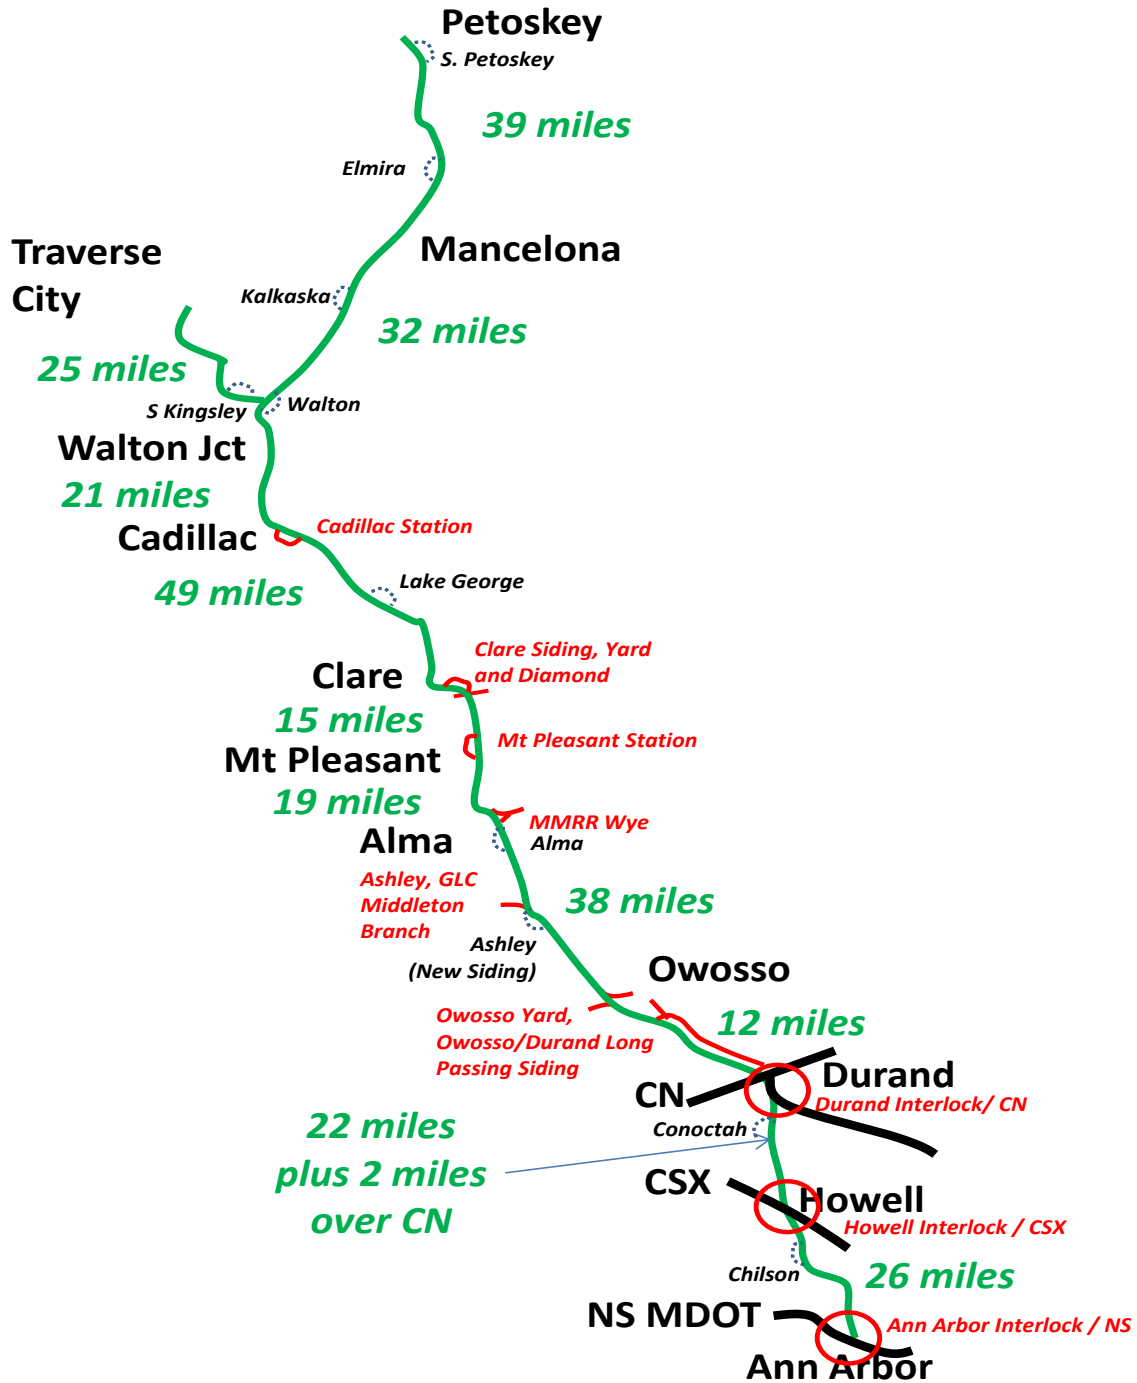 Petoskey
S. Petoskey
39 miles
Elmira
Mancelona
Traverse
City
Kalkaska
32 miles
25 miles
S Kingsley
Walton
Walton Jct
21 miles
Cadillac
Cadillac Station
49 miles
Lake George
Clare Siding, Yard
and Diamond
Clare
15 miles
Mt Pleasant Station
Mt Pleasant
19 miles
MMRR Wye
Alma
Alma
Ashley, GLC
Middleton
Branch
38 miles
Ashley
(New Siding)
Owosso
Owosso Yard,
Owosso/Durand Long
Passing Siding
12 miles
CN
Durand
Durand Interlock/ CN
22 miles
plus 2 miles
over CN
Conoctah
CSX
Howell
Howell Interlock / CSX
Chilson
26 miles
NS MDOT
Ann Arbor Interlock / NS
Ann Arbor